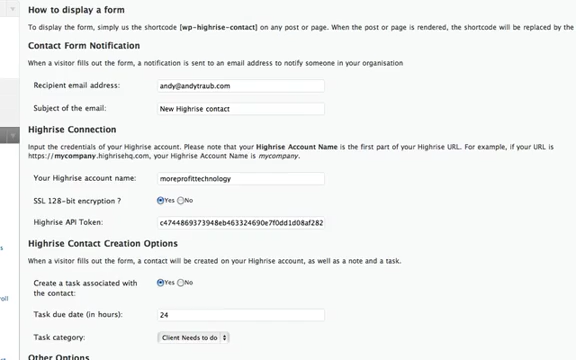 How to display a form
To display the form, simply us the shortcode [wp-highrise-contact] on any post or page. When the post or page is rendered, the shortcode will be replaced by the
Contact Form Notification
When a visitor fills out the form, a notification is sent to an email address to notify someone in your organisation
Recipient email address: andy@andytraub.com
Subject of the email: New Highrise contact
Highrise Connection
Input the credentials of your Highrise account. Please note that your Highrise Account Name is the first part of your Highrise URL. For example, if your URL is
https://mycompany.highrisehq.com, your Highrise Account Name is mycompany.
Your Highrise account name: moreprofittechnology
SSL 128-bit encryption ? Yes No
Highrise API Token: c4744869373948eb463324690e7f0dd1d08af282
Highrise Contact Creation Options
When a visitor fills out the form, a contact will be created on your Highrise account, as well as a note and a task.
Create a task associated with Yes No
the contact:
Task due date (in hours): 24
Task category: Client Needs to do
Other Options